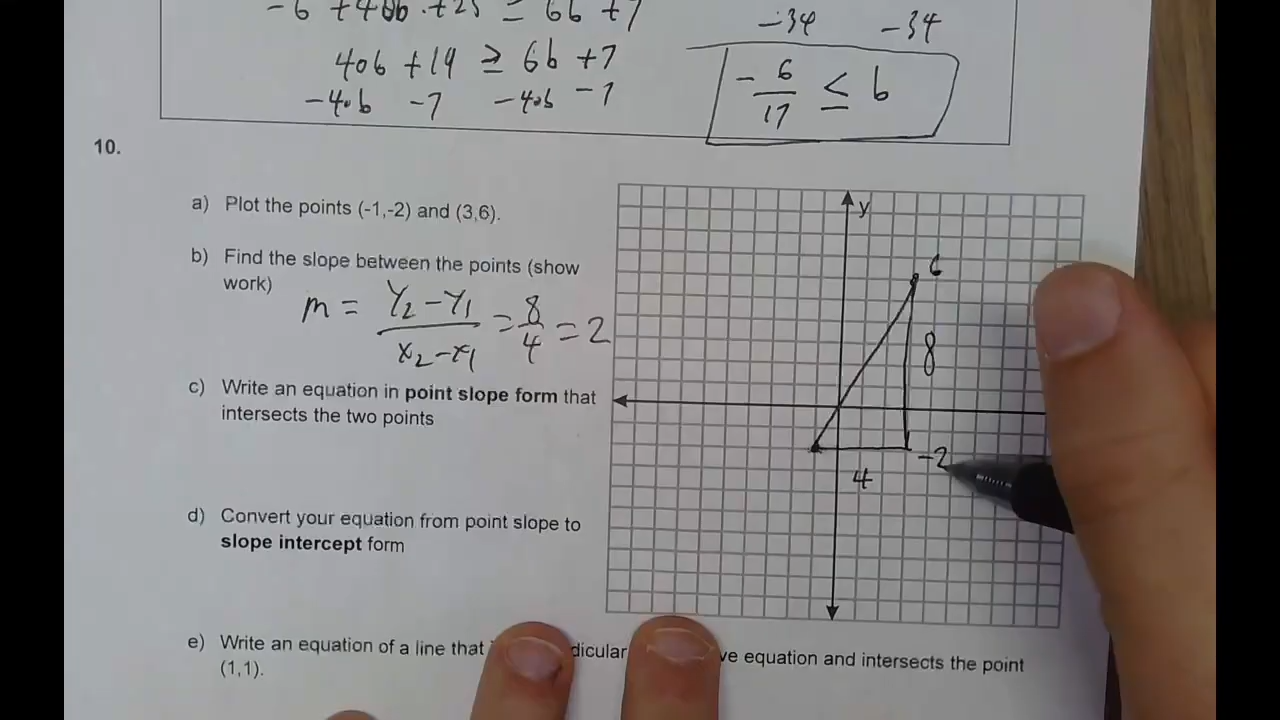 -6 +40b +25 ≥ 6b +7
-34 -34
40b +19 ≥ 6b +7
-6/17 ≤ b
-40b -7 -40b -7
10.
a) Plot the points (-1,-2) and (3,6).
y
b) Find the slope between the points (show
work)
6
m = Y2-Y1/x2-x1 = 8/4 = 2
8
c) Write an equation in point slope form that
intersects the two points
-2
4
d) Convert your equation from point slope to
slope intercept form
e) Write an equation of a line that ve equation and intersects the point
(1,1).